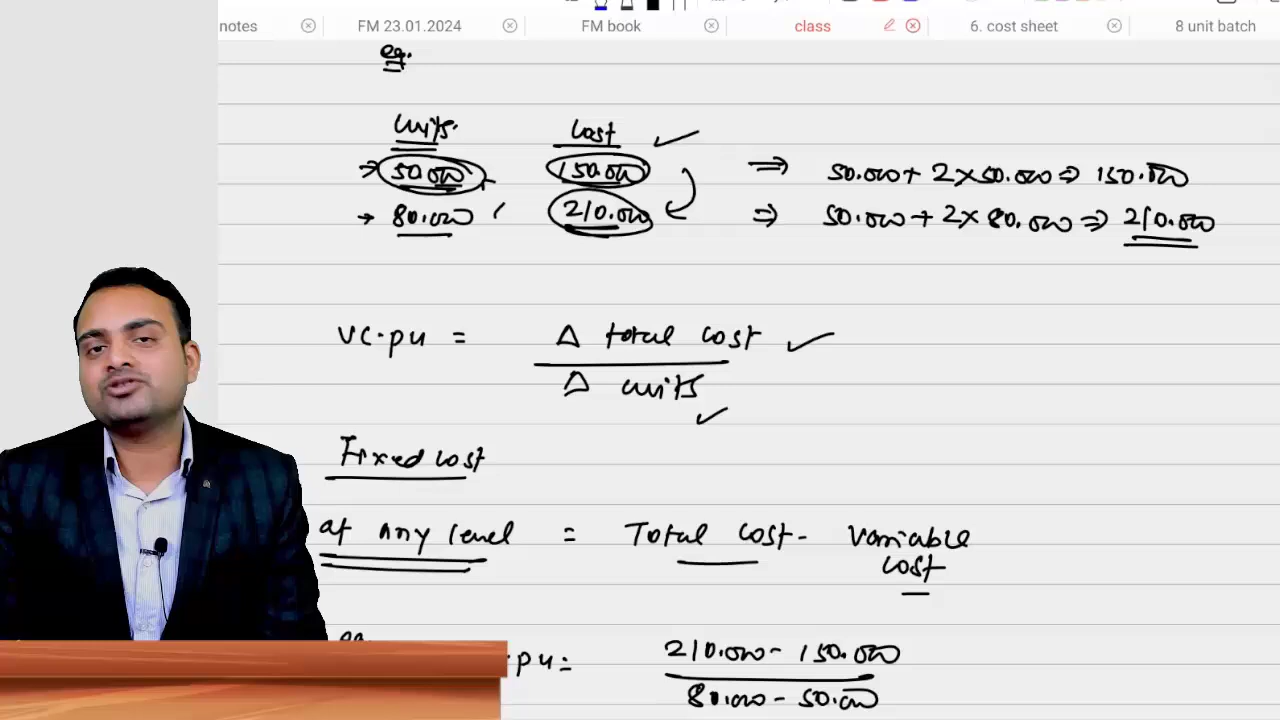 notes FM 23.01.2024 FM book class 6. cost sheet 8 unit batch
eg.
Units. Cost
50.000 150.000 ⇒ 50.000 + 2 × 50.000 ⇒ 150.000
80.000 210.000 ⇒ 50.000 + 2 × 80.000 ⇒ 210.000
VC.pu = Δ total cost
Δ units
Fixed cost
at any level = Total cost - Variable
cost
eg.
.pu = 210.000 - 150.000
80.000 - 50.000